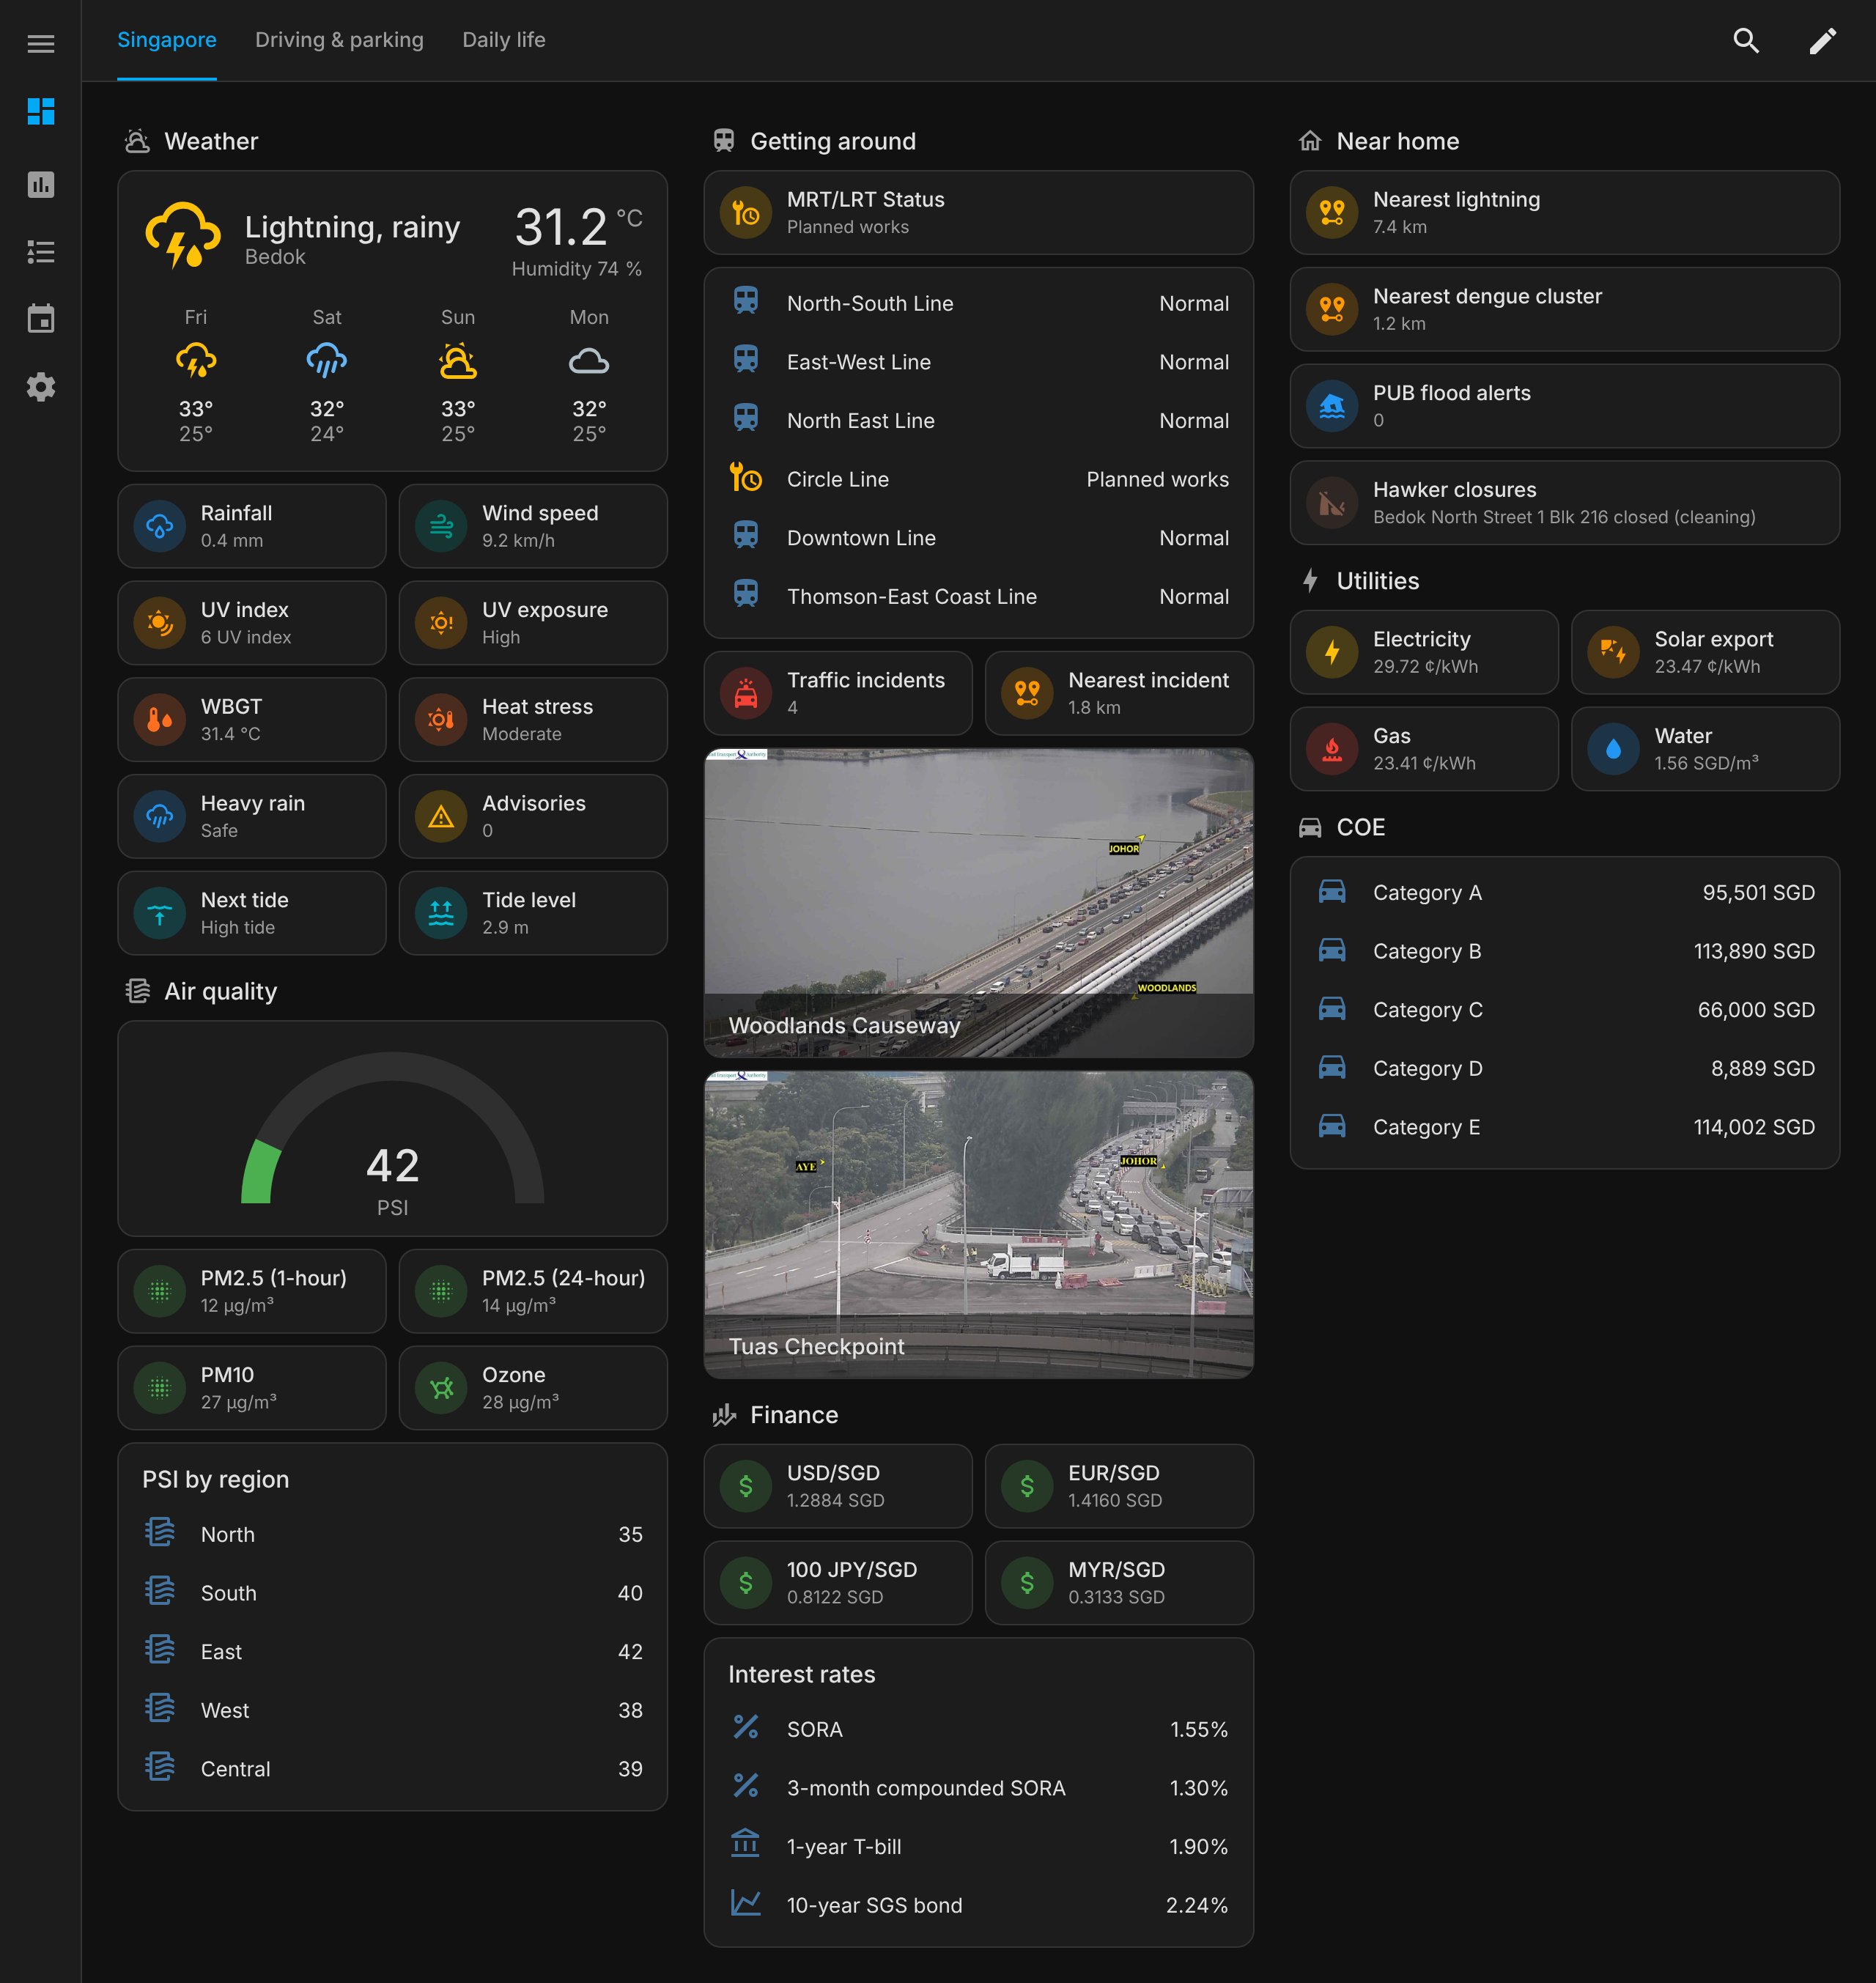 Singapore
Driving & parking
Daily life
Weather
Lightning, rainy
Bedok
31.2 °C
Humidity 74 %
Fri
Sat
Sun
Mon
33°
32°
33°
32°
25°
24°
25°
25°
Rainfall
0.4 mm
Wind speed
9.2 km/h
UV index
6 UV index
UV exposure
High
WBGT
31.4 °C
Heat stress
Moderate
Heavy rain
Safe
Advisories
0
Next tide
High tide
Tide level
2.9 m
Air quality
42
PSI
PM2.5 (1-hour)
12 µg/m³
PM2.5 (24-hour)
14 µg/m³
PM10
27 µg/m³
Ozone
28 µg/m³
PSI by region
North 35
South 40
East 42
West 38
Central 39
Getting around
MRT/LRT Status
Planned works
North-South Line Normal
East-West Line Normal
North East Line Normal
Circle Line Planned works
Downtown Line Normal
Thomson-East Coast Line Normal
Traffic incidents
4
Nearest incident
1.8 km
JOHOR
WOODLANDS
Woodlands Causeway
AYE
JOHOR
Tuas Checkpoint
Finance
USD/SGD
1.2884 SGD
EUR/SGD
1.4160 SGD
100 JPY/SGD
0.8122 SGD
MYR/SGD
0.3133 SGD
Interest rates
SORA 1.55%
3-month compounded SORA 1.30%
1-year T-bill 1.90%
10-year SGS bond 2.24%
Near home
Nearest lightning
7.4 km
Nearest dengue cluster
1.2 km
PUB flood alerts
0
Hawker closures
Bedok North Street 1 Blk 216 closed (cleaning)
Utilities
Electricity
29.72 ¢/kWh
Solar export
23.47 ¢/kWh
Gas
23.41 ¢/kWh
Water
1.56 SGD/m³
COE
Category A 95,501 SGD
Category B 113,890 SGD
Category C 66,000 SGD
Category D 8,889 SGD
Category E 114,002 SGD